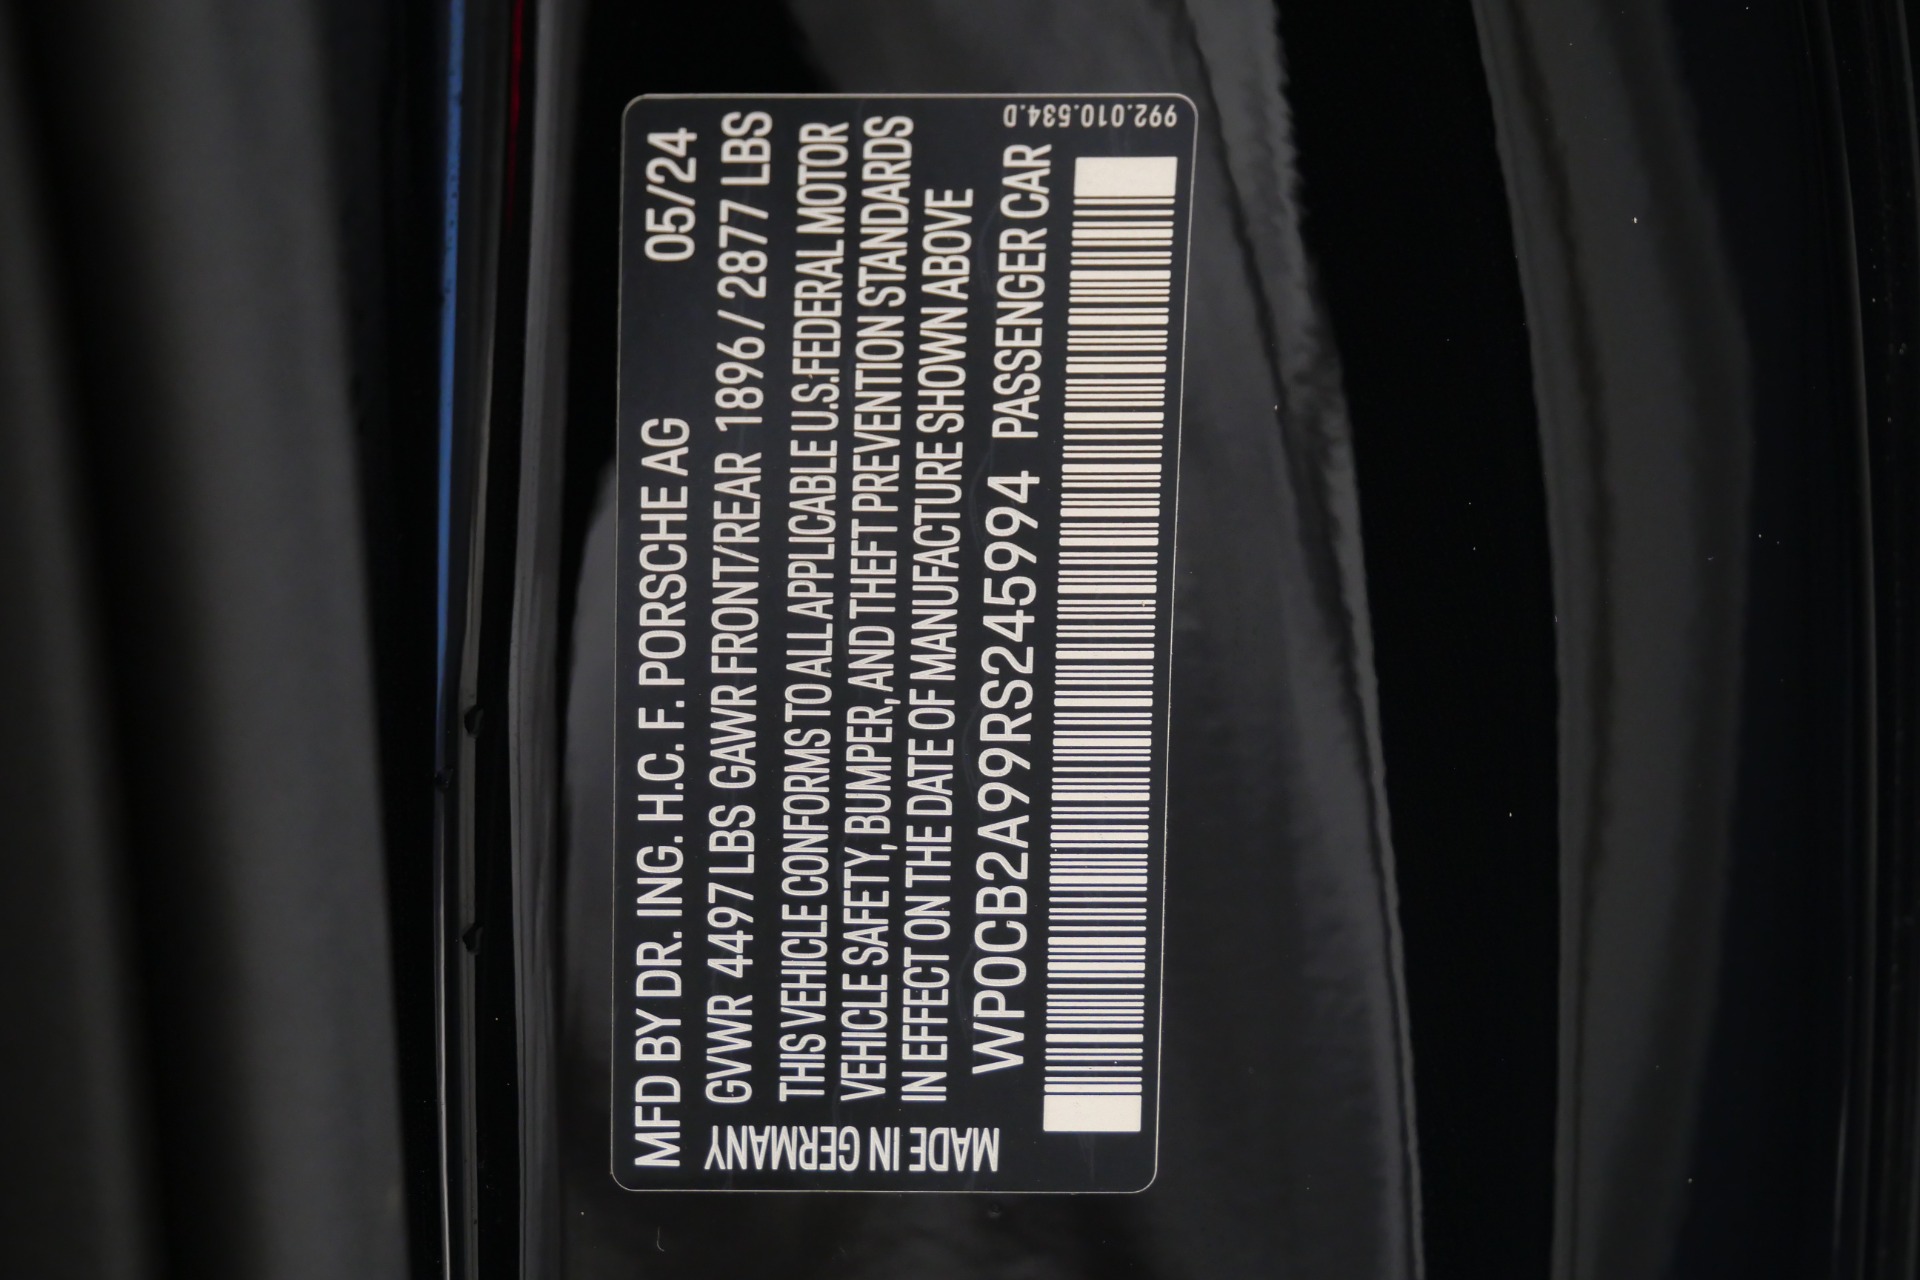 MFD BY DR. ING. H.C. F. PORSCHE AG 05/24
GVWR 4497 LBS GAWR FRONT/REAR 1896 / 2877 LBS
THIS VEHICLE CONFORMS TO ALL APPLICABLE U.S. FEDERAL MOTOR
VEHICLE SAFETY, BUMPER, AND THEFT PREVENTION STANDARDS
IN EFFECT ON THE DATE OF MANUFACTURE SHOWN ABOVE
WP0CB2A99RS245994 PASSENGER CAR
MADE IN GERMANY
992.010.534.D